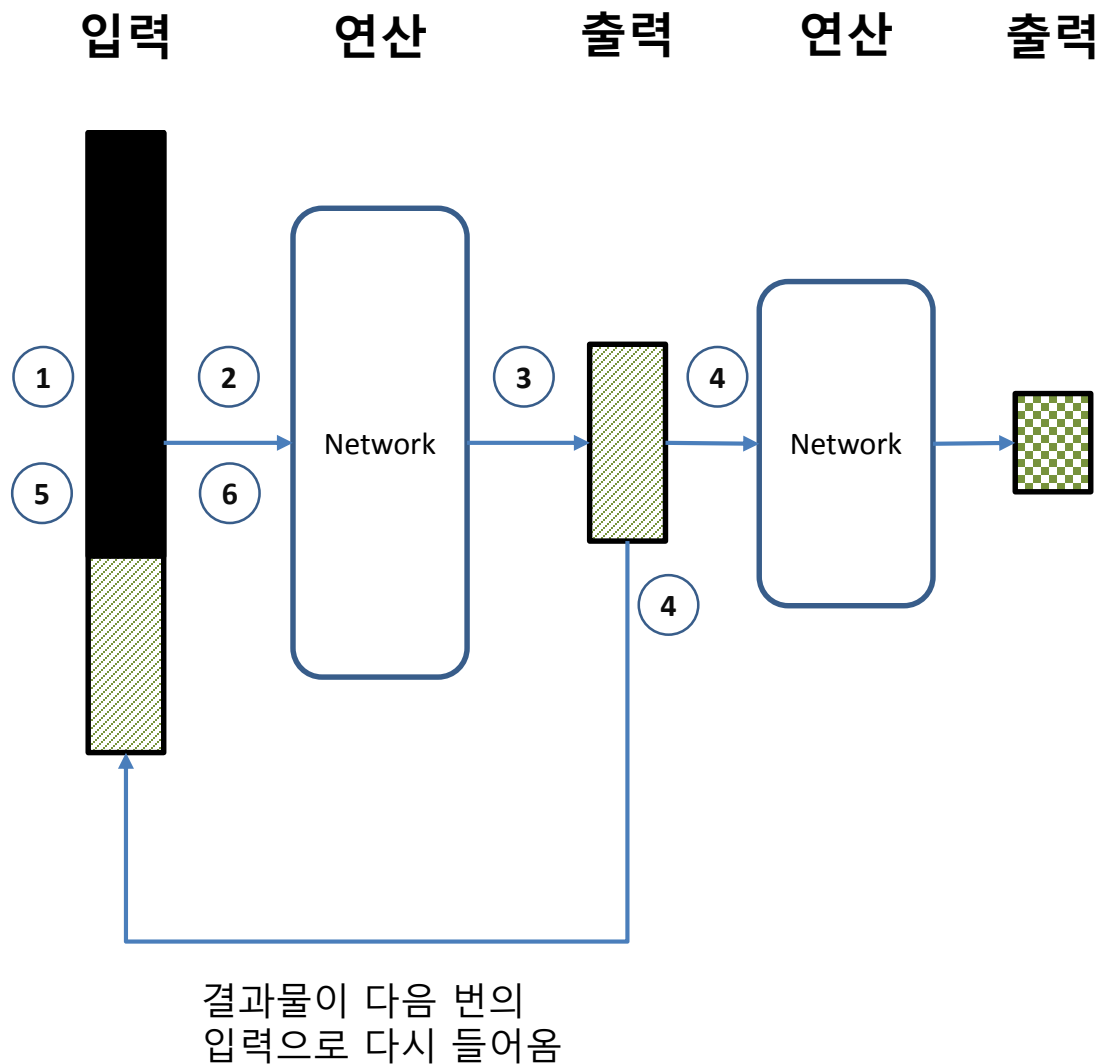 입력 연산 출력 연산 출력
1 2 3 4
Network Network
5 6
4
결과물이 다음 번의
입력으로 다시 들어옴